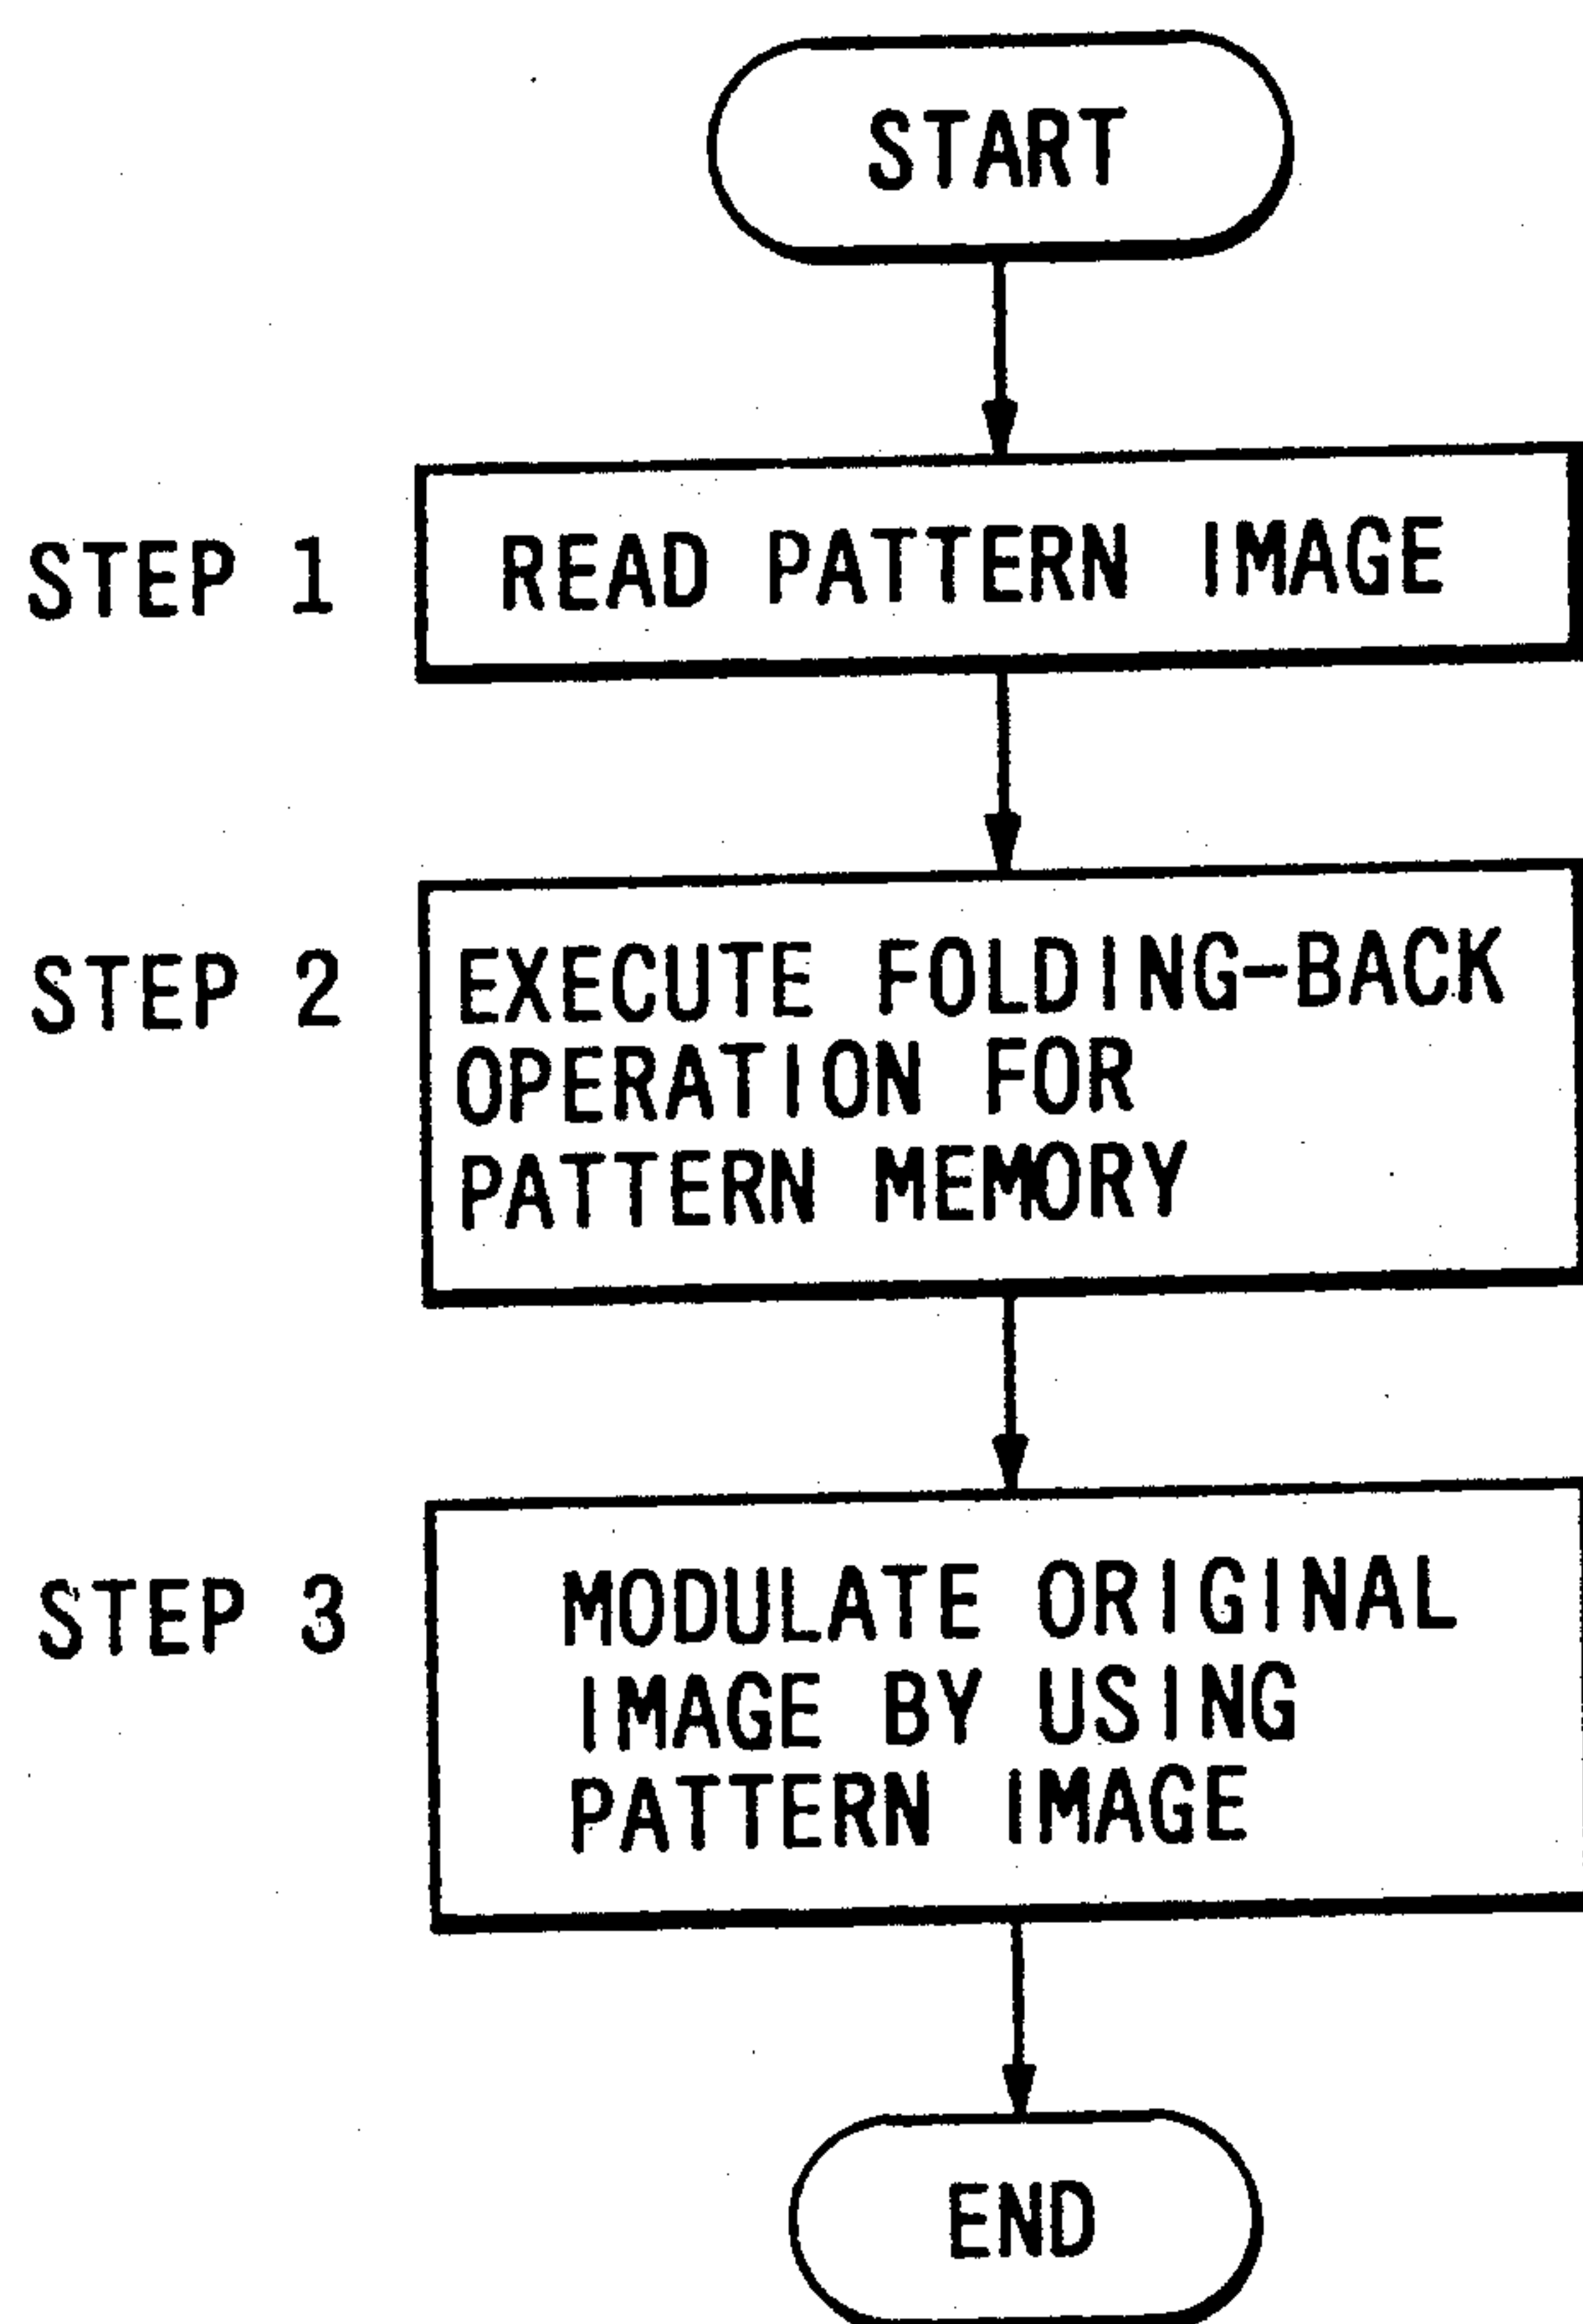 START
STEP 1
READ PATTERN IMAGE
STEP 2
EXECUTE FOLDING-BACK
OPERATION FOR
PATTERN MEMORY
STEP 3
MODULATE ORIGINAL
IMAGE BY USING
PATTERN IMAGE
END